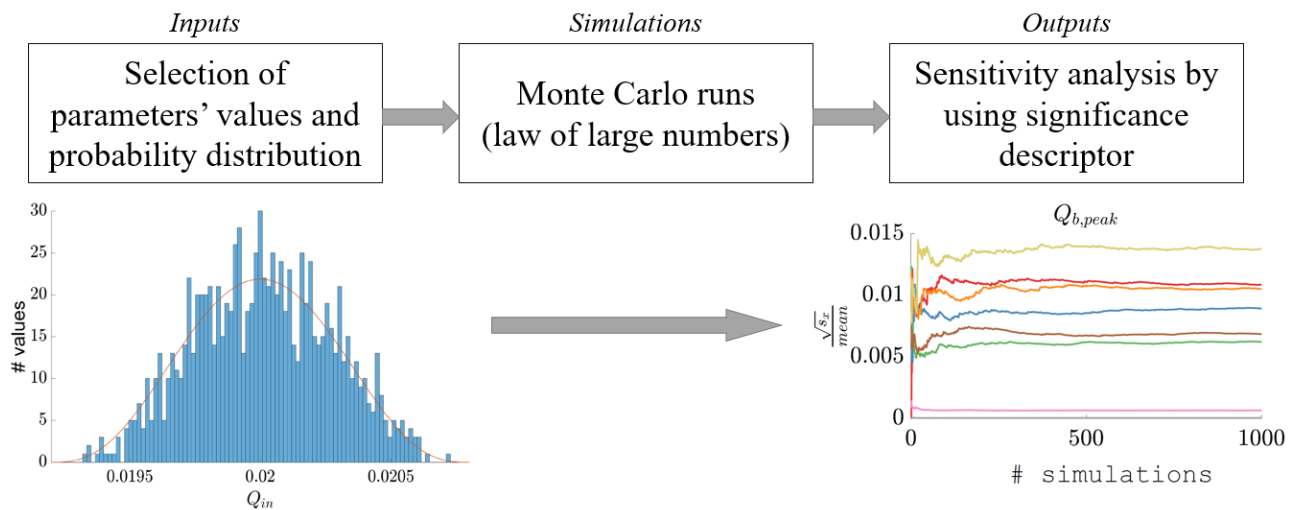 Inputs
Simulations
Outputs
Selection of
parameters’ values and
probability distribution
Monte Carlo runs
(law of large numbers)
Sensitivity analysis by
using significance
descriptor
30
25
20
15
10
5
0
# values
0.0195
0.02
0.0205
Q_in
Q_b,peak
0.015
0.01
0.005
0
√s_x
mean
0
500
1000
# simulations